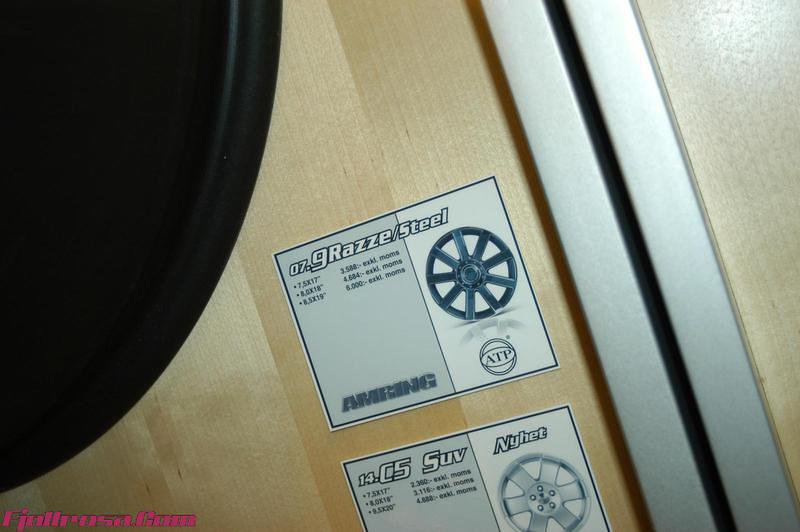 07.9Razze/Steel
• 7,5X17" 3.588:- exkl. moms
• 8,0X18" 4.684:- exkl. moms
• 8,5X19" 6.000:- exkl. moms
ATP
AMRING
14.C5 Suv
Nyhet
• 7,5X17" 2.360:- exkl. moms
• 8,0X18" 3.116:- exkl. moms
• 9,5X20" 4.688:- exkl. moms
Fjollrosa.Com